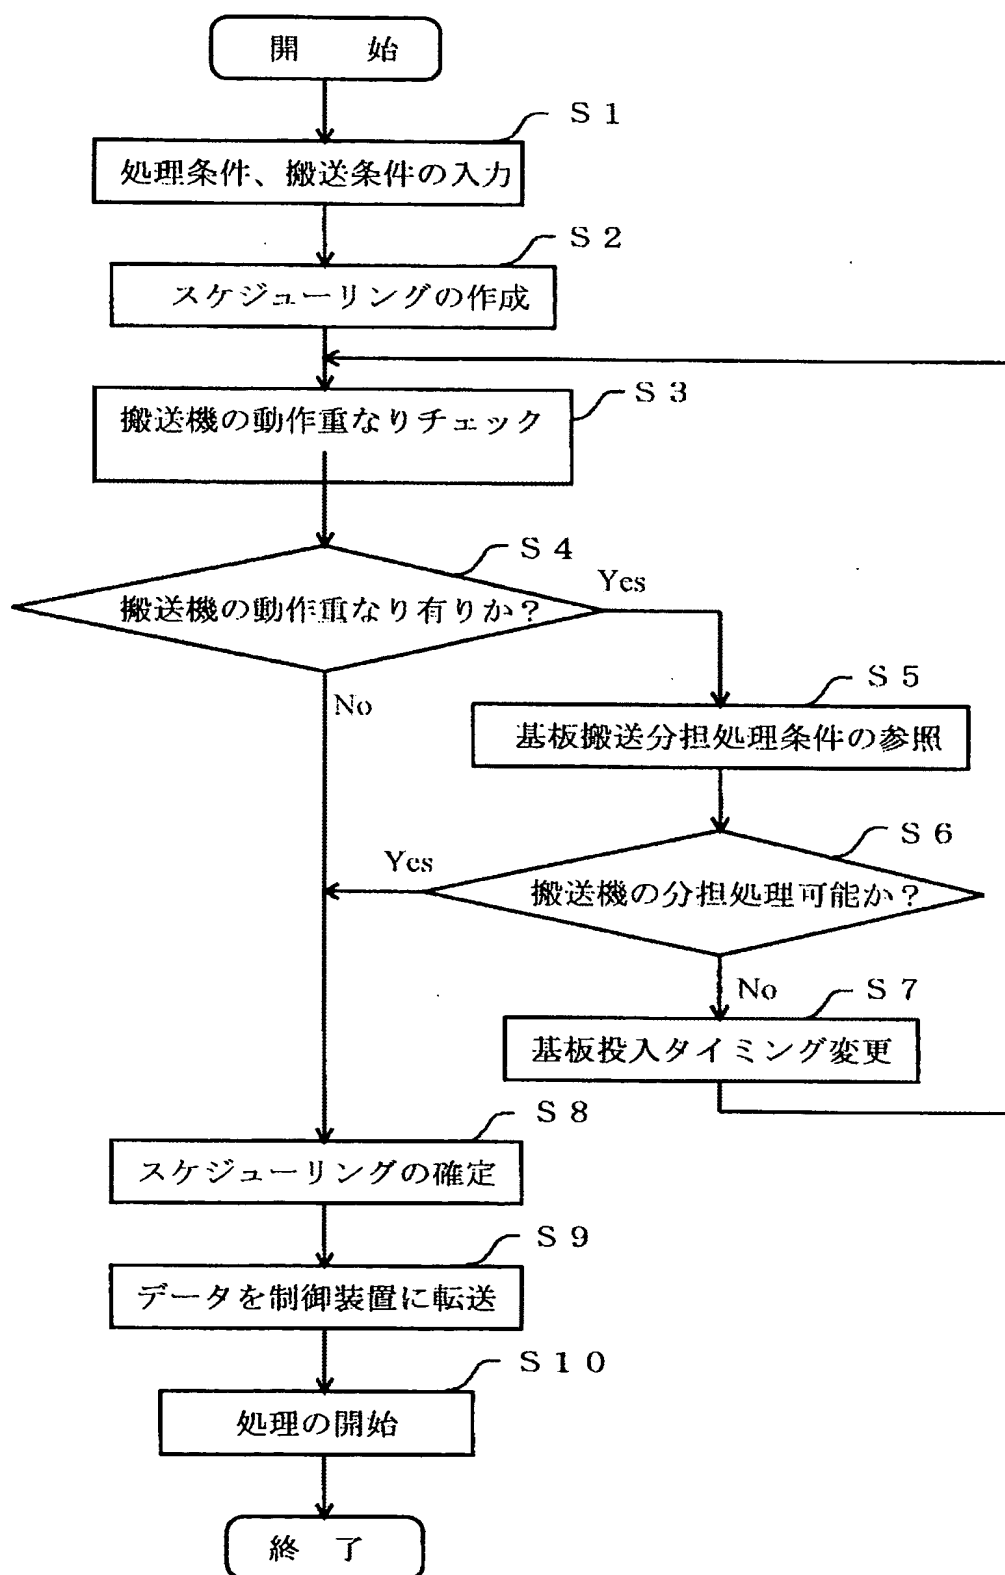 開　始
S1
処理条件、搬送条件の入力
S2
スケジューリングの作成
S3
搬送機の動作重なりチェック
S4
搬送機の動作重なり有りか？
Yes
No
S5
基板搬送分担処理条件の参照
S6
搬送機の分担処理可能か？
Yes
No
S7
基板投入タイミング変更
S8
スケジューリングの確定
S9
データを制御装置に転送
S10
処理の開始
終　了